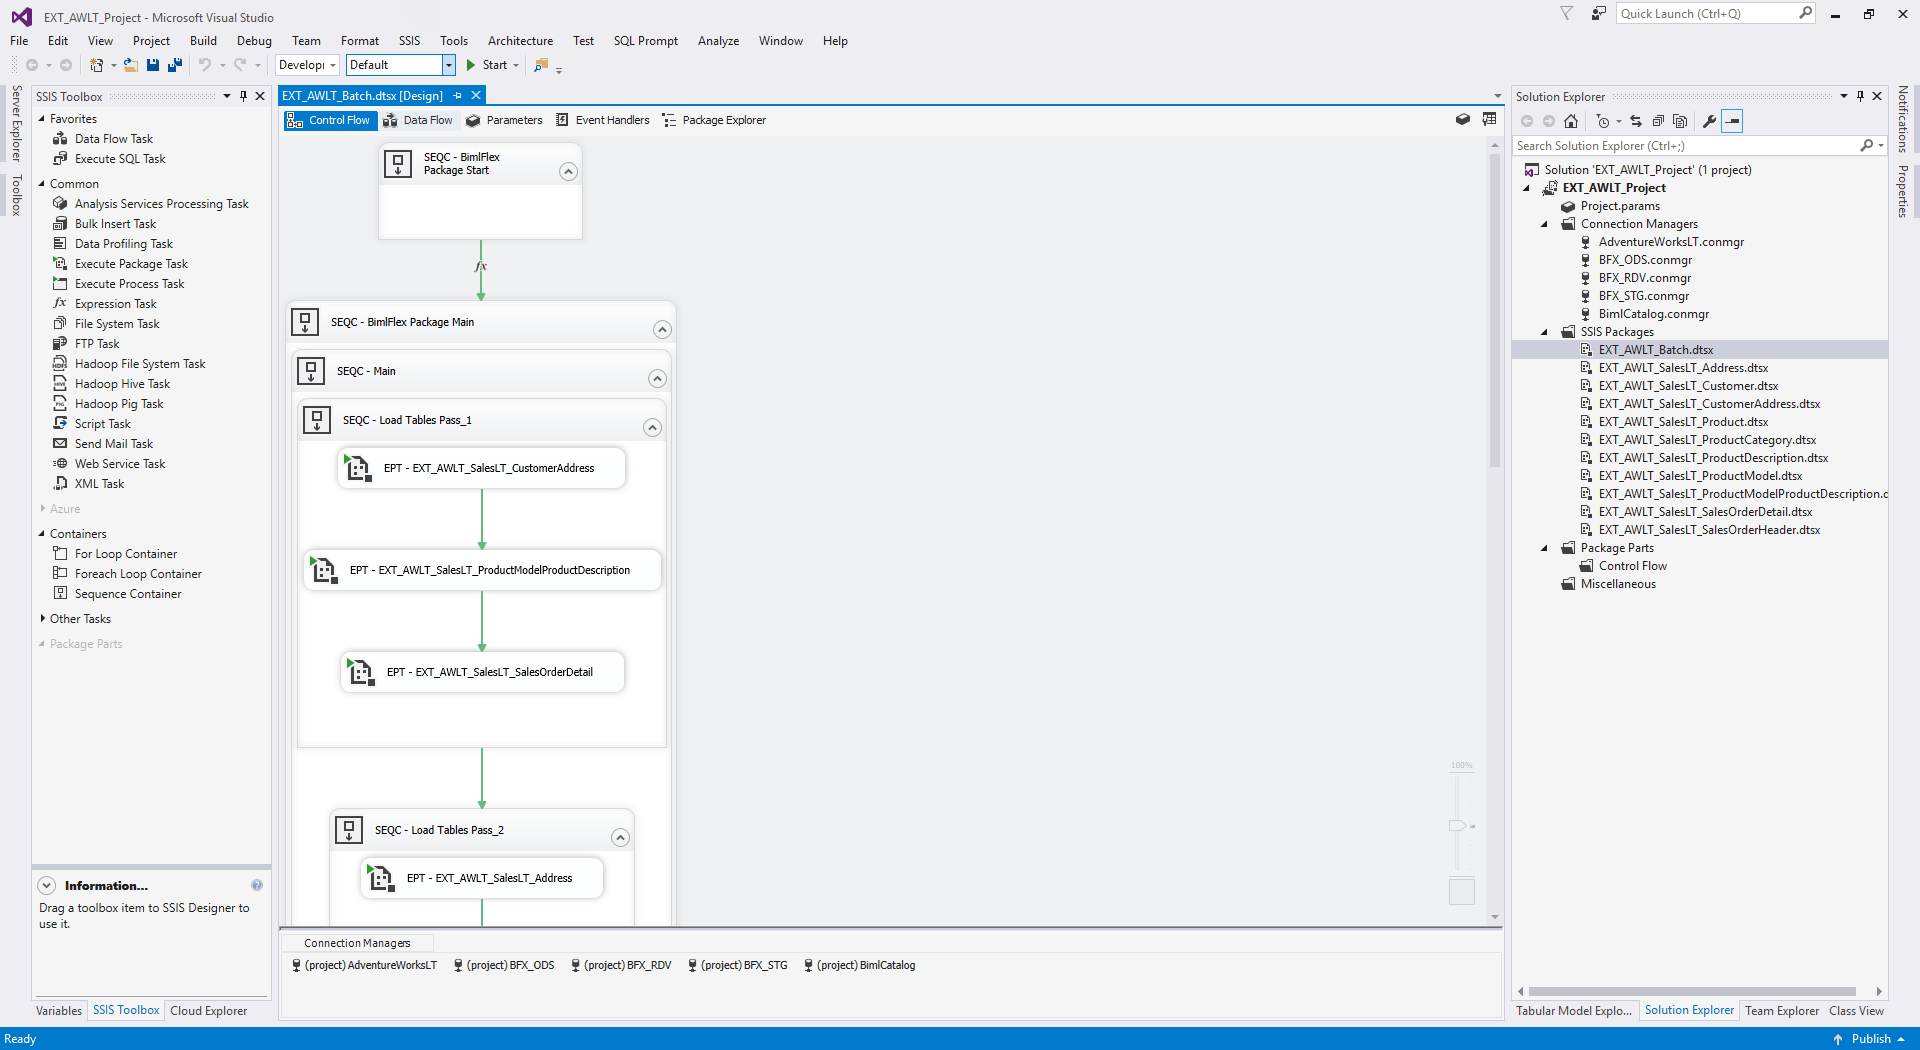 EXT_AWLT_Project - Microsoft Visual Studio
Quick Launch (Ctrl+Q)
File Edit View Project Build Debug Team Format SSIS Tools Architecture Test SQL Prompt Analyze Window Help
Develop Default Start
Server Explorer
Toolbox
SSIS Toolbox
Favorites
Data Flow Task
Execute SQL Task
Common
Analysis Services Processing Task
Bulk Insert Task
Data Profiling Task
Execute Package Task
Execute Process Task
fx Expression Task
File System Task
FTP Task
Hadoop File System Task
Hadoop Hive Task
Hadoop Pig Task
Script Task
Send Mail Task
Web Service Task
XML Task
Azure
Containers
For Loop Container
Foreach Loop Container
Sequence Container
Other Tasks
Package Parts
Information...
Drag a toolbox item to SSIS Designer to
use it.
Variables SSIS Toolbox Cloud Explorer
EXT_AWLT_Batch.dtsx [Design]
Control Flow Data Flow Parameters Event Handlers Package Explorer
SEQC - BimlFlex
Package Start
fx
SEQC - BimlFlex Package Main
SEQC - Main
SEQC - Load Tables Pass_1
EPT - EXT_AWLT_SalesLT_CustomerAddress
EPT - EXT_AWLT_SalesLT_ProductModelProductDescription
EPT - EXT_AWLT_SalesLT_SalesOrderDetail
SEQC - Load Tables Pass_2
EPT - EXT_AWLT_SalesLT_Address
100%
Connection Managers
(project) AdventureWorksLT (project) BFX_ODS (project) BFX_RDV (project) BFX_STG (project) BimlCatalog
Solution Explorer
Search Solution Explorer (Ctrl+;)
Solution 'EXT_AWLT_Project' (1 project)
EXT_AWLT_Project
Project.params
Connection Managers
AdventureWorksLT.conmgr
BFX_ODS.conmgr
BFX_RDV.conmgr
BFX_STG.conmgr
BimlCatalog.conmgr
SSIS Packages
EXT_AWLT_Batch.dtsx
EXT_AWLT_SalesLT_Address.dtsx
EXT_AWLT_SalesLT_Customer.dtsx
EXT_AWLT_SalesLT_CustomerAddress.dtsx
EXT_AWLT_SalesLT_Product.dtsx
EXT_AWLT_SalesLT_ProductCategory.dtsx
EXT_AWLT_SalesLT_ProductDescription.dtsx
EXT_AWLT_SalesLT_ProductModel.dtsx
EXT_AWLT_SalesLT_ProductModelProductDescription.d
EXT_AWLT_SalesLT_SalesOrderDetail.dtsx
EXT_AWLT_SalesLT_SalesOrderHeader.dtsx
Package Parts
Control Flow
Miscellaneous
Tabular Model Explo... Solution Explorer Team Explorer Class View
Notifications
Properties
Ready
Publish